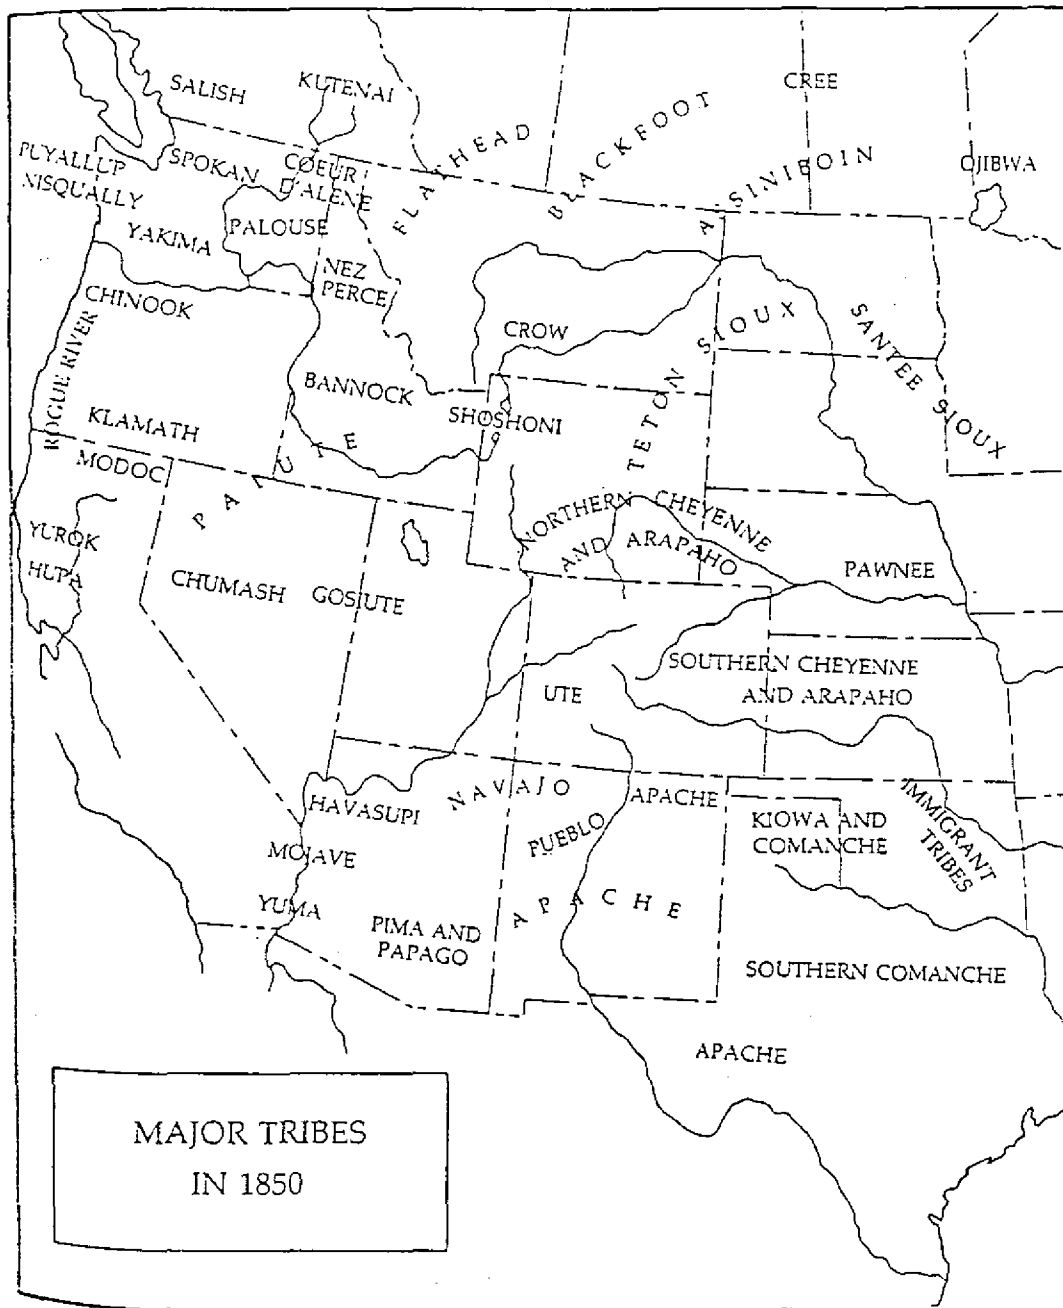 SALISH
KUTENAI
CREE
FLATHEAD
BLACKFOOT
ASSINIBOIN
OJIBWA
PUYALLUP
NISQUALLY
SPOKAN
COEUR
D'ALENE
PALOUSE
YAKIMA
NEZ
PERCE
CHINOOK
CROW
TETON SIOUX
SANTEE SIOUX
ROGUE RIVER
BANNOCK
SHOSHONI
KLAMATH
PAIUTE
MODOC
NORTHERN CHEYENNE
AND ARAPAHO
YUROK
HUPA
CHUMASH
GOSIUTE
PAWNEE
SOUTHERN CHEYENNE
AND ARAPAHO
UTE
NAVAJO
HAVASUPI
APACHE
PUEBLO
KIOWA AND
COMANCHE
IMMIGRANT
TRIBES
MOJAVE
YUMA
APACHE
PIMA AND
PAPAGO
SOUTHERN COMANCHE
APACHE
MAJOR TRIBES
IN 1850